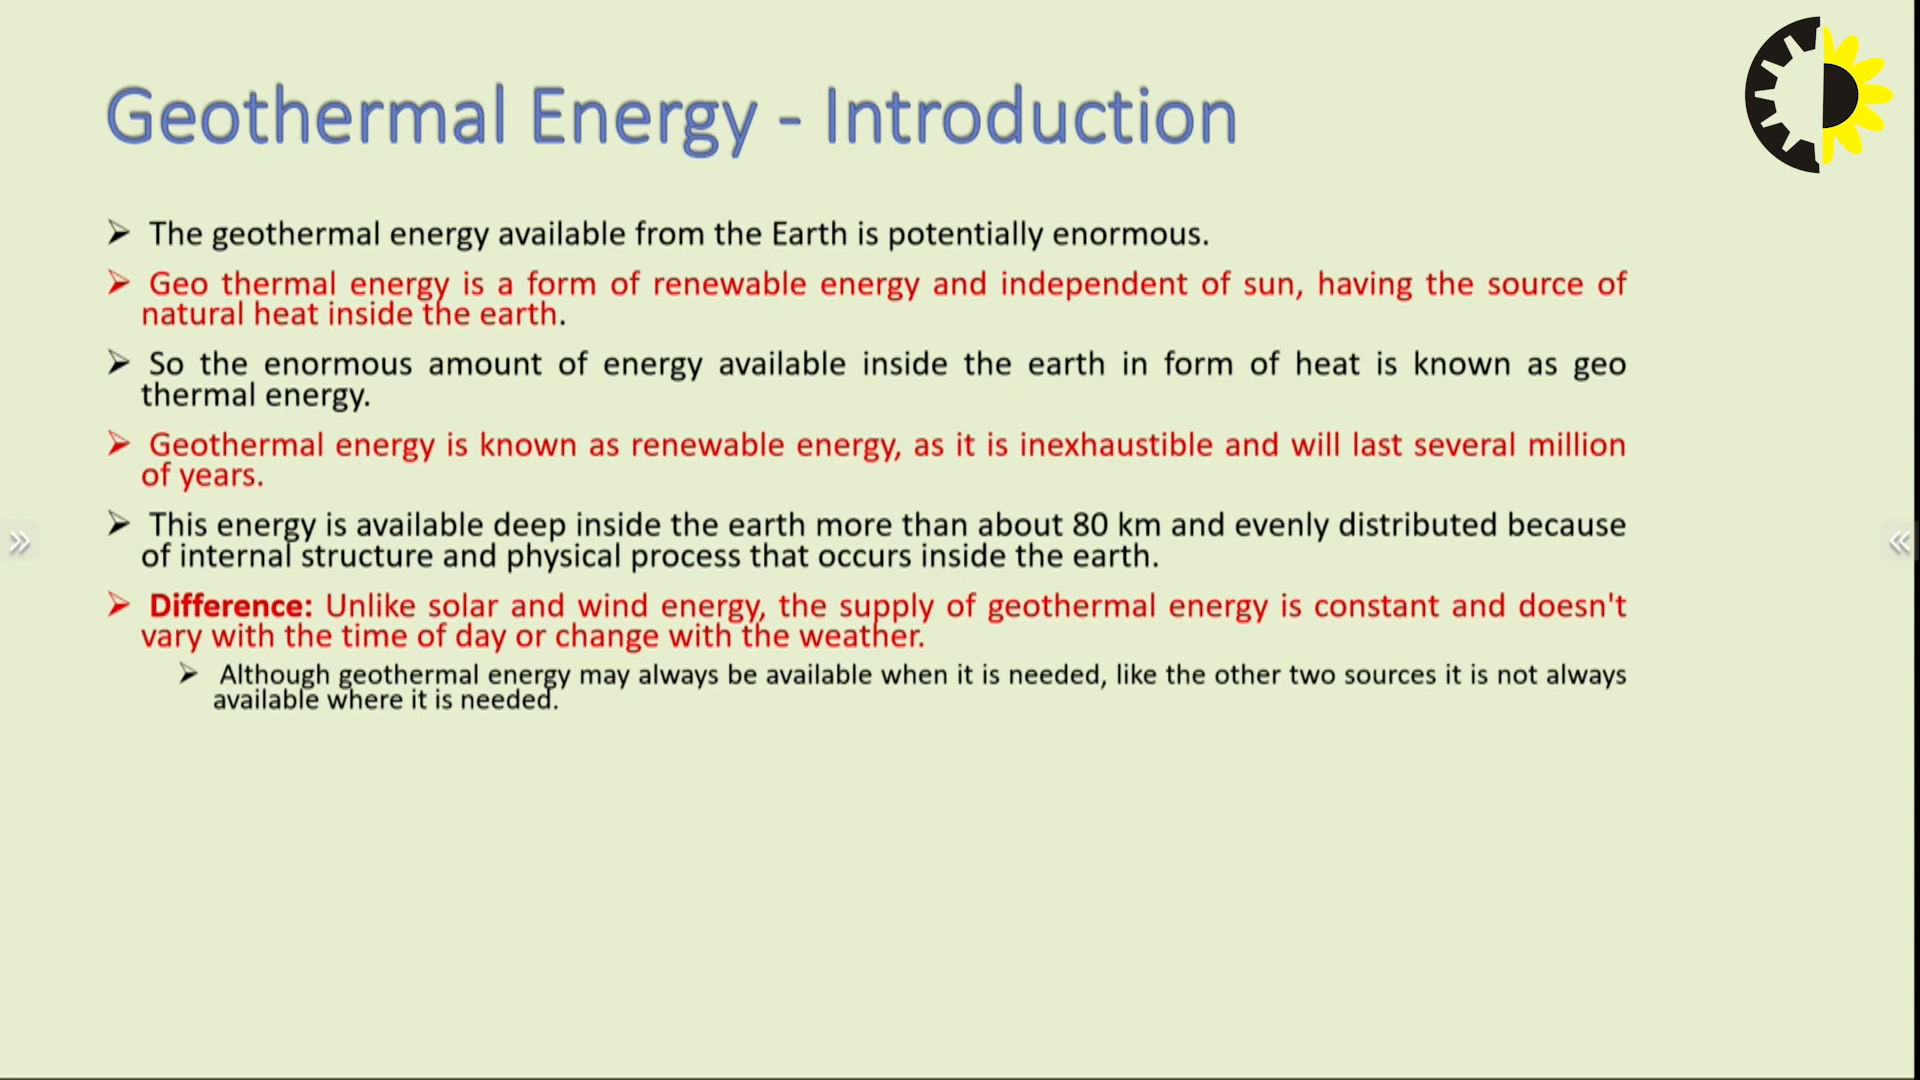 Geothermal Energy - Introduction
➢ The geothermal energy available from the Earth is potentially enormous.
➢ Geo thermal energy is a form of renewable energy and independent of sun, having the source of
natural heat inside the earth.
➢ So the enormous amount of energy available inside the earth in form of heat is known as geo
thermal energy.
➢ Geothermal energy is known as renewable energy, as it is inexhaustible and will last several million
of years.
➢ This energy is available deep inside the earth more than about 80 km and evenly distributed because
of internal structure and physical process that occurs inside the earth.
➢ Difference: Unlike solar and wind energy, the supply of geothermal energy is constant and doesn't
vary with the time of day or change with the weather.
➢ Although geothermal energy may always be available when it is needed, like the other two sources it is not always
available where it is needed.